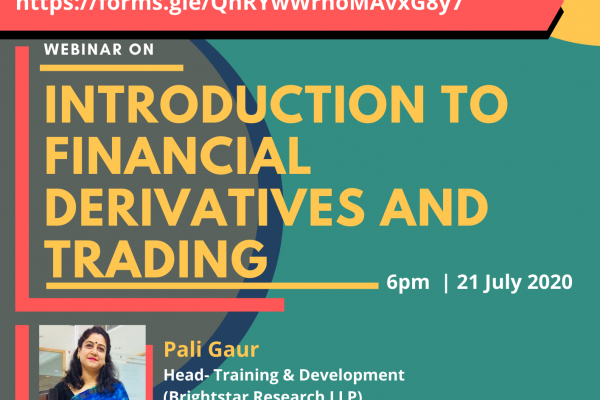 https://forms.gle/QhRYwWrhoMAvxG8y7
WEBINAR ON
INTRODUCTION TO
FINANCIAL
DERIVATIVES AND
TRADING
6pm | 21 July 2020
Pali Gaur
Head- Training & Development
(Brightstar Research LLP)